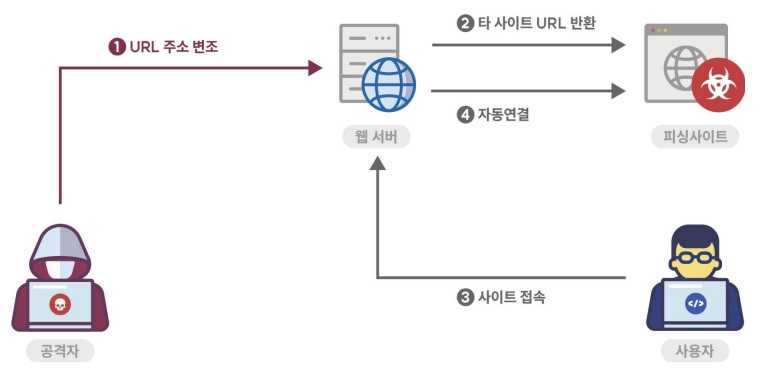 ❶ URL 주소 변조
❷ 타 사이트 URL 반환
❹ 자동연결
웹 서버
피싱사이트
❸ 사이트 접속
</>
공격자
사용자